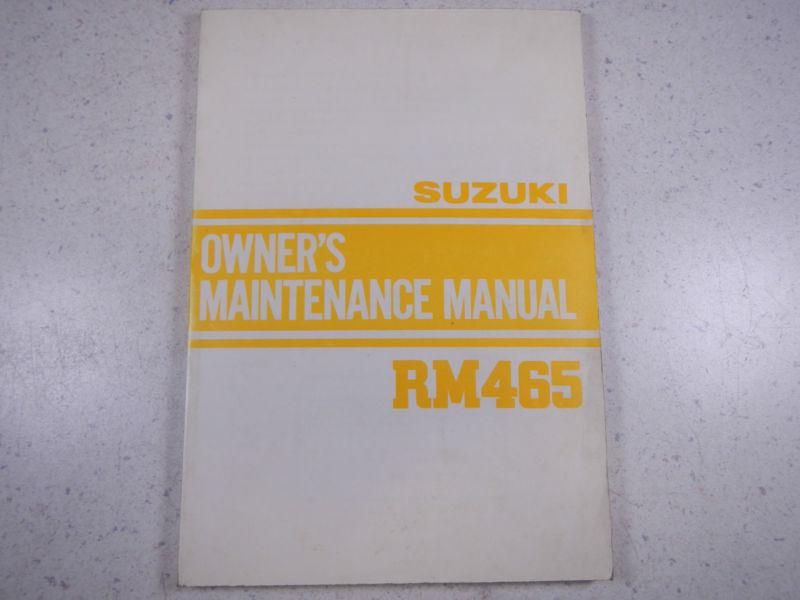 SUZUKI
OWNER'S
MAINTENANCE MANUAL
RM465